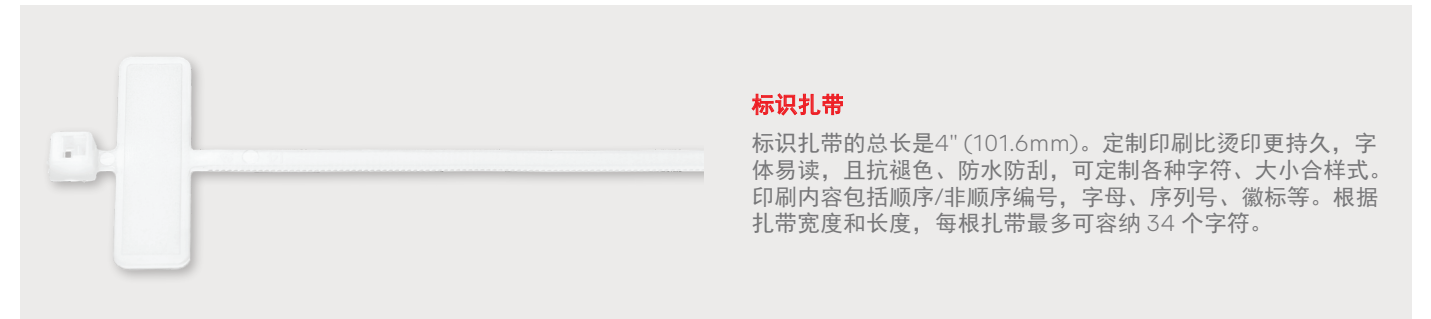 标识扎带
标识扎带的总长是4" (101.6mm)。定制印刷比烫印更持久，字
体易读，且抗褪色、防水防刮，可定制各种字符、大小合样式。
印刷内容包括顺序/非顺序编号，字母、序列号、徽标等。根据
扎带宽度和长度，每根扎带最多可容纳 34 个字符。